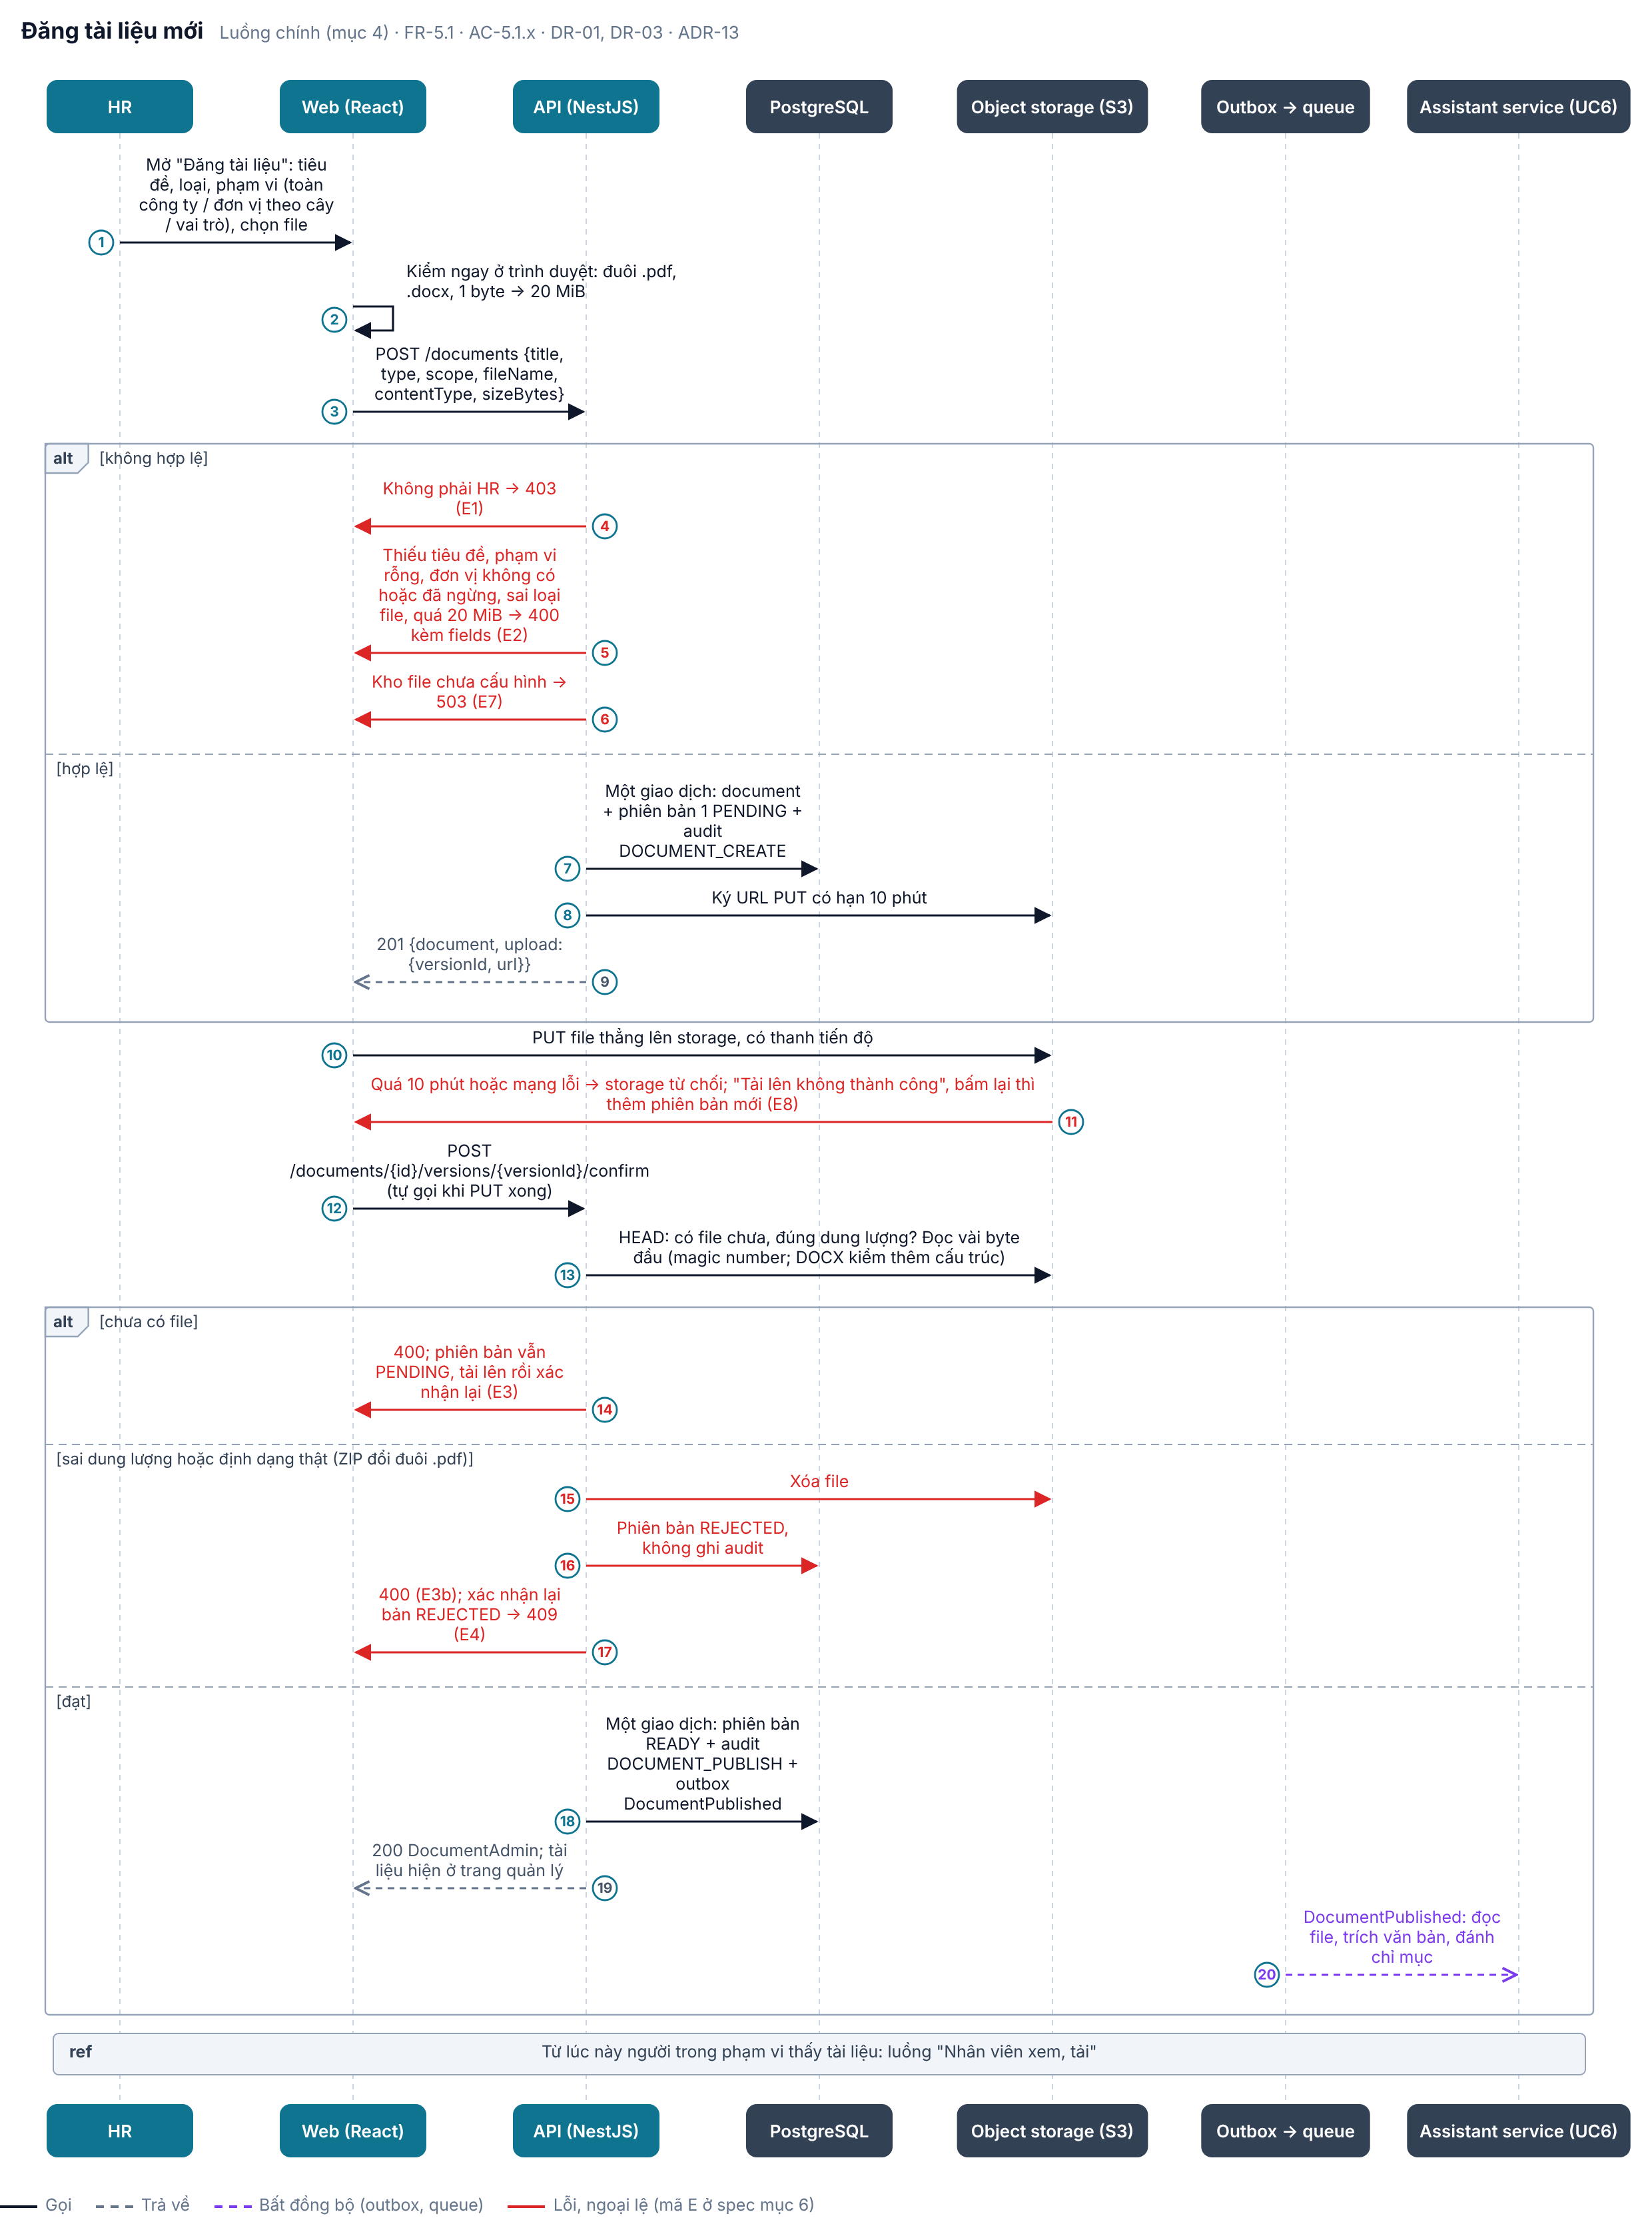 Đăng tài liệu mới Luồng chính (mục 4) · FR-5.1 · AC-5.1.x · DR-01, DR-03 · ADR-13
HR
Web (React)
API (NestJS)
PostgreSQL
Object storage (S3)
Outbox → queue
Assistant service (UC6)
Mở "Đăng tài liệu": tiêu
đề, loại, phạm vi (toàn
công ty / đơn vị theo cây
/ vai trò), chọn file
1
Kiểm ngay ở trình duyệt: đuôi .pdf,
.docx, 1 byte → 20 MiB
2
POST /documents {title,
type, scope, fileName,
contentType, sizeBytes}
3
alt [không hợp lệ]
Không phải HR → 403
(E1)
4
Thiếu tiêu đề, phạm vi
rỗng, đơn vị không có
hoặc đã ngừng, sai loại
file, quá 20 MiB → 400
kèm fields (E2)
5
Kho file chưa cấu hình →
503 (E7)
6
[hợp lệ]
Một giao dịch: document
+ phiên bản 1 PENDING +
audit
DOCUMENT_CREATE
7
Ký URL PUT có hạn 10 phút
8
201 {document, upload:
{versionId, url}}
9
PUT file thẳng lên storage, có thanh tiến độ
10
Quá 10 phút hoặc mạng lỗi → storage từ chối; "Tải lên không thành công", bấm lại thì
thêm phiên bản mới (E8)
11
POST
/documents/{id}/versions/{versionId}/confirm
(tự gọi khi PUT xong)
12
HEAD: có file chưa, đúng dung lượng? Đọc vài byte
đầu (magic number; DOCX kiểm thêm cấu trúc)
13
alt [chưa có file]
400; phiên bản vẫn
PENDING, tải lên rồi xác
nhận lại (E3)
14
[sai dung lượng hoặc định dạng thật (ZIP đổi đuôi .pdf)]
Xóa file
15
Phiên bản REJECTED,
không ghi audit
16
400 (E3b); xác nhận lại
bản REJECTED → 409
(E4)
17
[đạt]
Một giao dịch: phiên bản
READY + audit
DOCUMENT_PUBLISH +
outbox
DocumentPublished
18
200 DocumentAdmin; tài
liệu hiện ở trang quản lý
19
DocumentPublished: đọc
file, trích văn bản, đánh
chỉ mục
20
ref Từ lúc này người trong phạm vi thấy tài liệu: luồng "Nhân viên xem, tải"
HR
Web (React)
API (NestJS)
PostgreSQL
Object storage (S3)
Outbox → queue
Assistant service (UC6)
Gọi
Trả về
Bất đồng bộ (outbox, queue)
Lỗi, ngoại lệ (mã E ở spec mục 6)